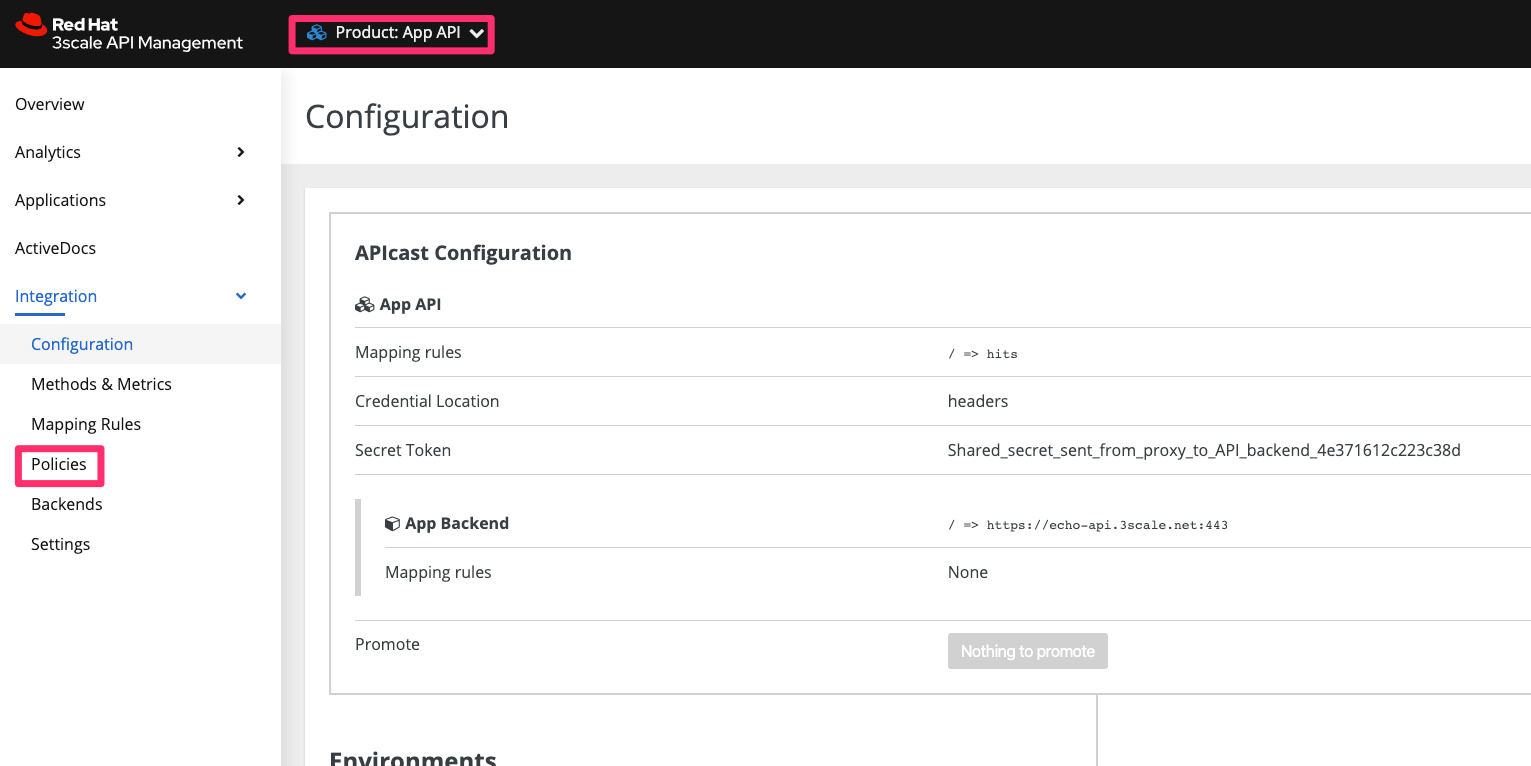 Red Hat
3scale API Management
Product: App API
Overview
Analytics
Applications
ActiveDocs
Integration
Configuration
Methods & Metrics
Mapping Rules
Policies
Backends
Settings
Configuration
APIcast Configuration
App API
Mapping rules / => hits
Credential Location headers
Secret Token Shared_secret_sent_from_proxy_to_API_backend_4e371612c223c38d
App Backend / => https://echo-api.3scale.net:443
Mapping rules None
Promote Nothing to promote
Environments